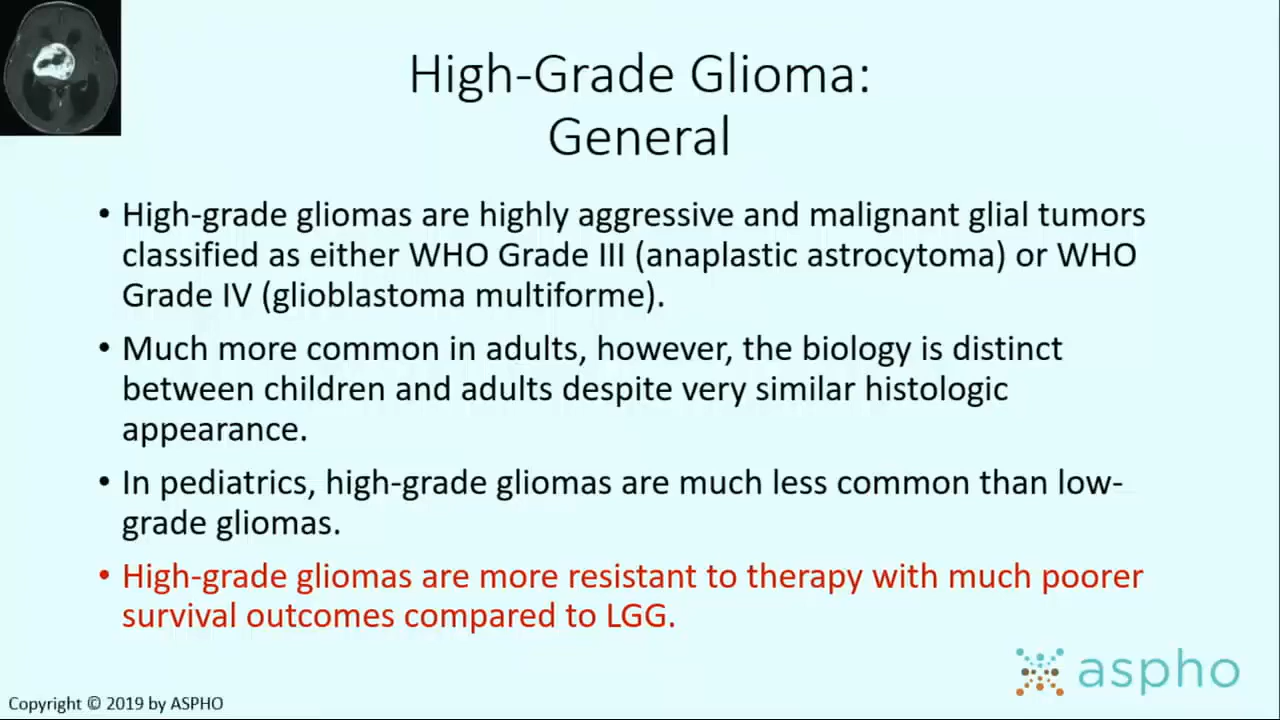 High-Grade Glioma:
General
• High-grade gliomas are highly aggressive and malignant glial tumors
classified as either WHO Grade III (anaplastic astrocytoma) or WHO
Grade IV (glioblastoma multiforme).
• Much more common in adults, however, the biology is distinct
between children and adults despite very similar histologic
appearance.
• In pediatrics, high-grade gliomas are much less common than low-
grade gliomas.
• High-grade gliomas are more resistant to therapy with much poorer
survival outcomes compared to LGG.
aspho
Copyright © 2019 by ASPHO